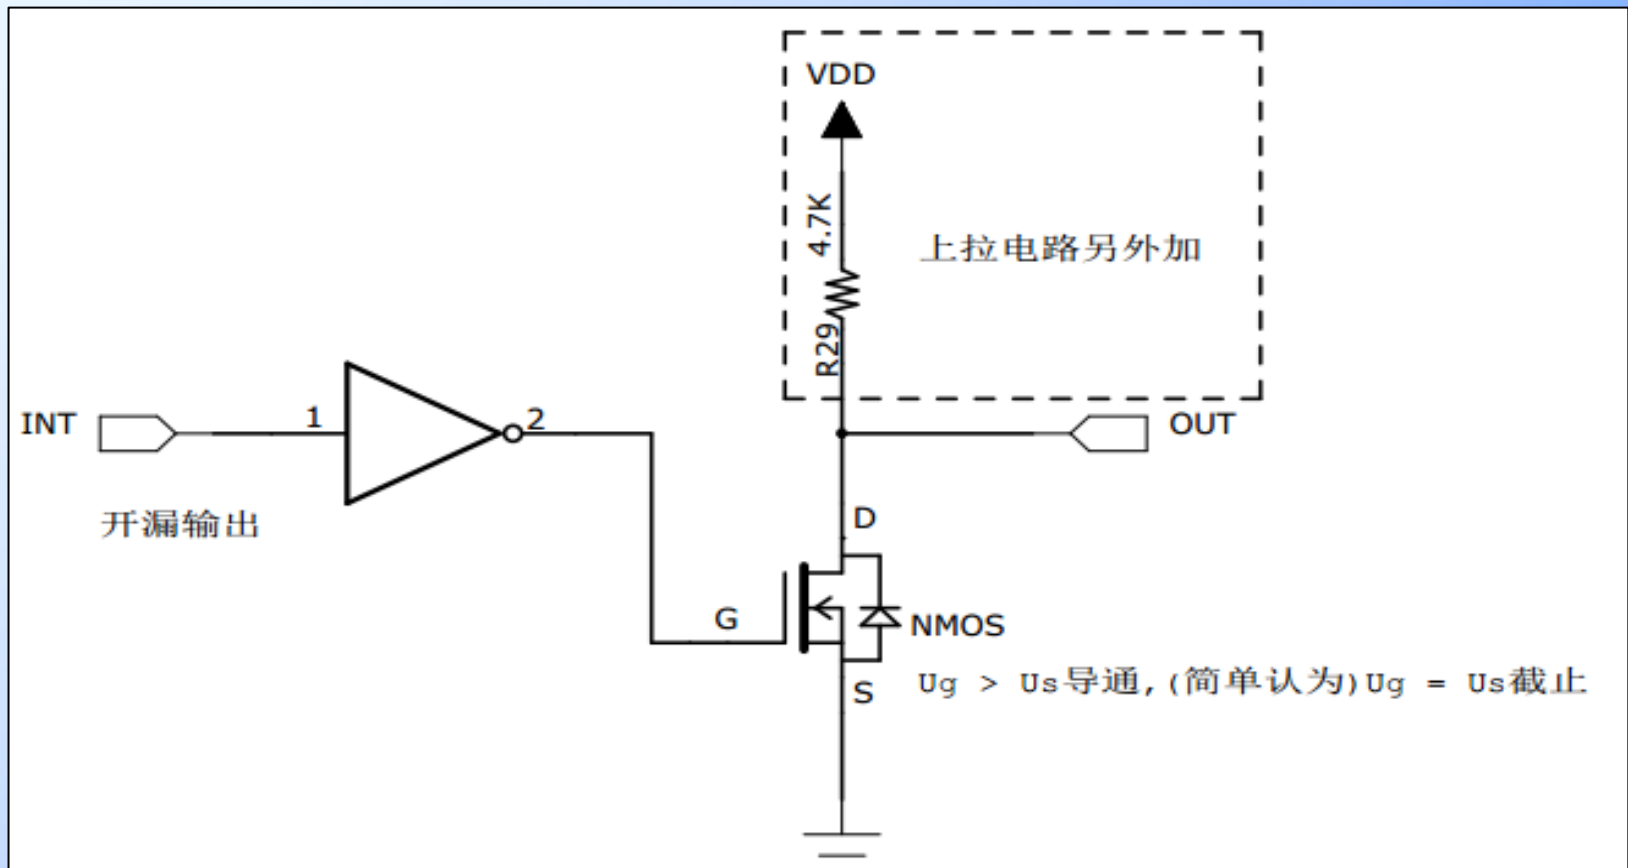 VDD
4.7K
上拉电路另外加
R29
INT
1
2
OUT
开漏输出
D
G
NMOS
S
Ug > Us导通,(简单认为)Ug = Us截止